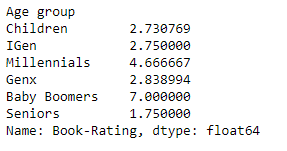 Age group
Children 2.730769
IGen 2.750000
Millennials 4.666667
Genx 2.838994
Baby Boomers 7.000000
Seniors 1.750000
Name: Book-Rating, dtype: float64